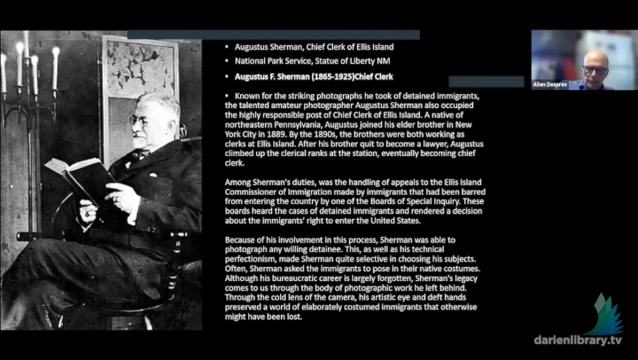 • Augustus Sherman, Chief Clerk of Ellis Island
• National Park Service, Statue of Liberty NM
• Augustus F. Sherman (1865-1925)Chief Clerk
• Known for the striking photographs he took of detained immigrants,
the talented amateur photographer Augustus Sherman also occupied
the highly responsible post of Chief Clerk of Ellis Island. A native of
northeastern Pennsylvania, Augustus joined his elder brother in New
York City in 1889. By the 1890s, the brothers were both working as
clerks at Ellis Island. After his brother quit to become a lawyer, Augustus
climbed up the clerical ranks at the station, eventually becoming chief
clerk.
Among Sherman's duties, was the handling of appeals to the Ellis Island
Commissioner of Immigration made by immigrants that had been barred
from entering the country by one of the Boards of Special Inquiry. These
boards heard the cases of detained immigrants and rendered a decision
about the immigrants' right to enter the United States.
Because of his involvement in this process, Sherman was able to
photograph any willing detainee. This, as well as his technical
perfectionism, made Sherman quite selective in choosing his subjects.
Often, Sherman asked the immigrants to pose in their native costumes.
Although his bureaucratic career is largely forgotten, Sherman's legacy
comes to us through the body of photographic work he left behind.
Through the cold lens of the camera, his artistic eye and deft hands
preserved a world of elaborately costumed immigrants that otherwise
might have been lost.
Allen Despres
darienlibrary.tv